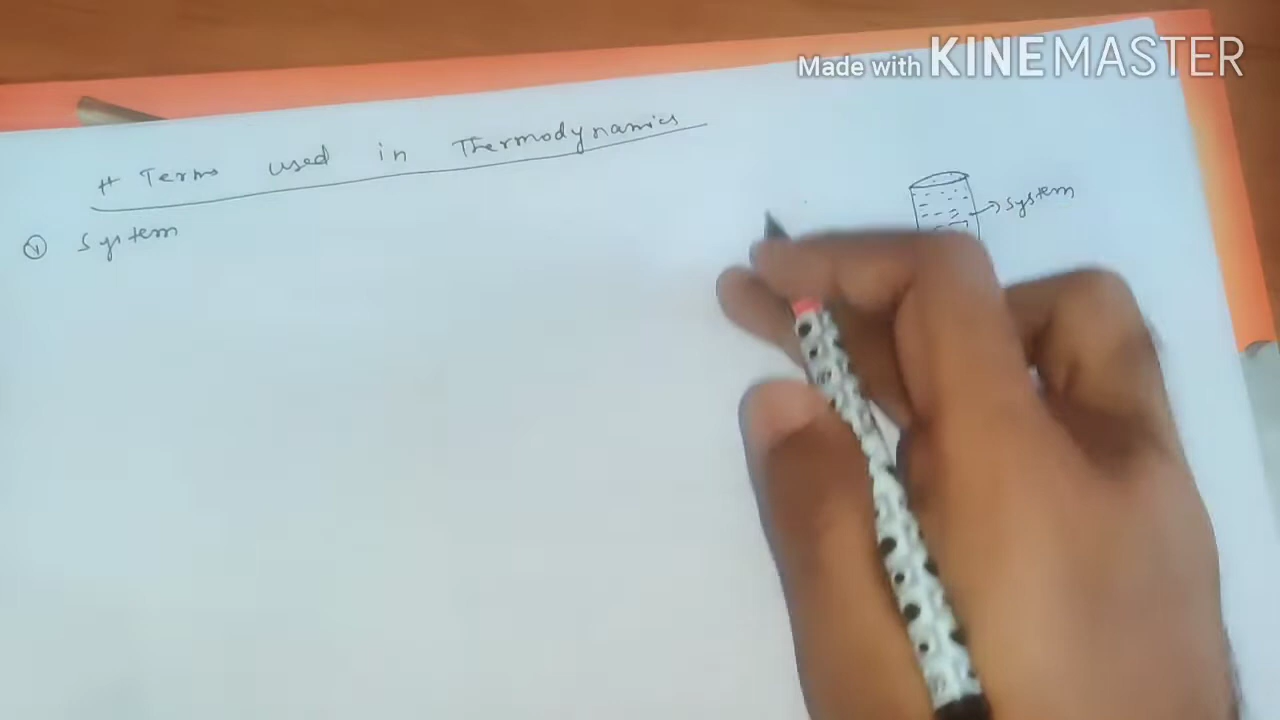 Made with KINEMASTER
# Terms used in Thermodynamics
① System
System